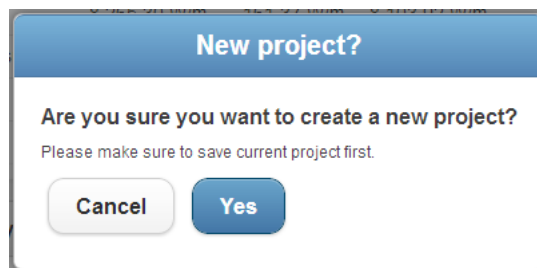 New project?
Are you sure you want to create a new project?
Please make sure to save current project first.
Cancel Yes